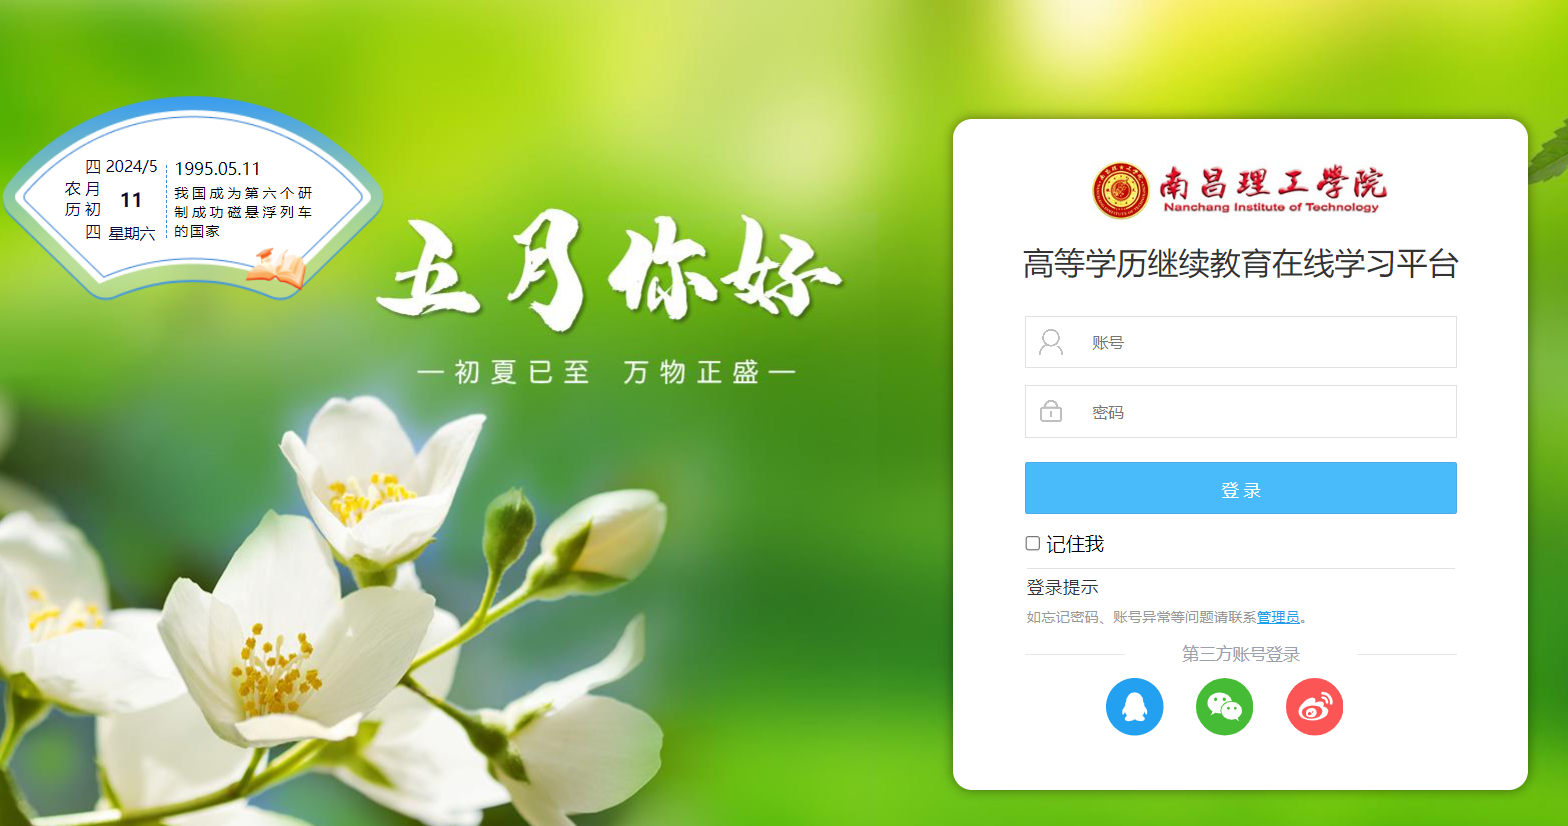 农历
四月初四
2024/5
11
星期六
1995.05.11
我国成为第六个研
制成功磁悬浮列车
的国家
五月你好
初夏已至 万物正盛
南昌理工學院
Nanchang Institute of Technology
高等学历继续教育在线学习平台
账号
密码
登录
记住我
登录提示
如忘记密码、账号异常等问题请联系管理员。
第三方账号登录